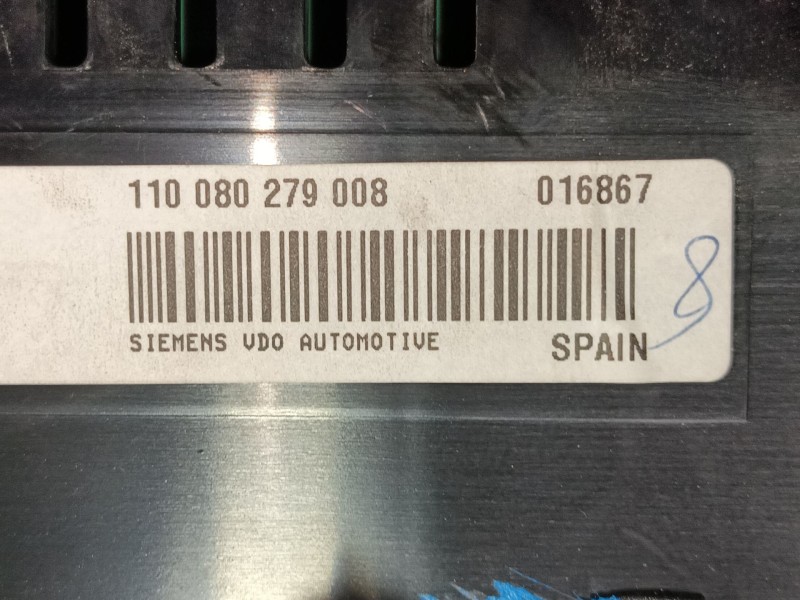 110 080 279 008 016867
SIEMENS VDO AUTOMOTIVE SPAIN
8